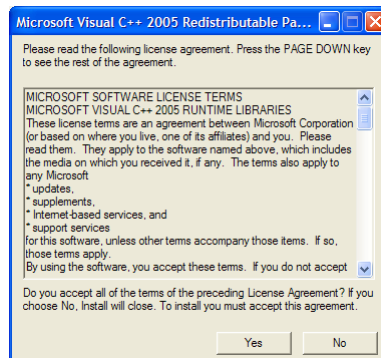 Microsoft Visual C++ 2005 Redistributable Pa...
Please read the following license agreement. Press the PAGE DOWN key
to see the rest of the agreement.
MICROSOFT SOFTWARE LICENSE TERMS
MICROSOFT VISUAL C++ 2005 RUNTIME LIBRARIES
These license terms are an agreement between Microsoft Corporation
(or based on where you live, one of its affiliates) and you. Please
read them. They apply to the software named above, which includes
the media on which you received it, if any. The terms also apply to
any Microsoft
* updates,
* supplements,
* Internet-based services, and
* support services
for this software, unless other terms accompany those items. If so,
those terms apply.
By using the software, you accept these terms. If you do not accept
Do you accept all of the terms of the preceding License Agreement? If you
choose No, Install will close. To install you must accept this agreement.
Yes No